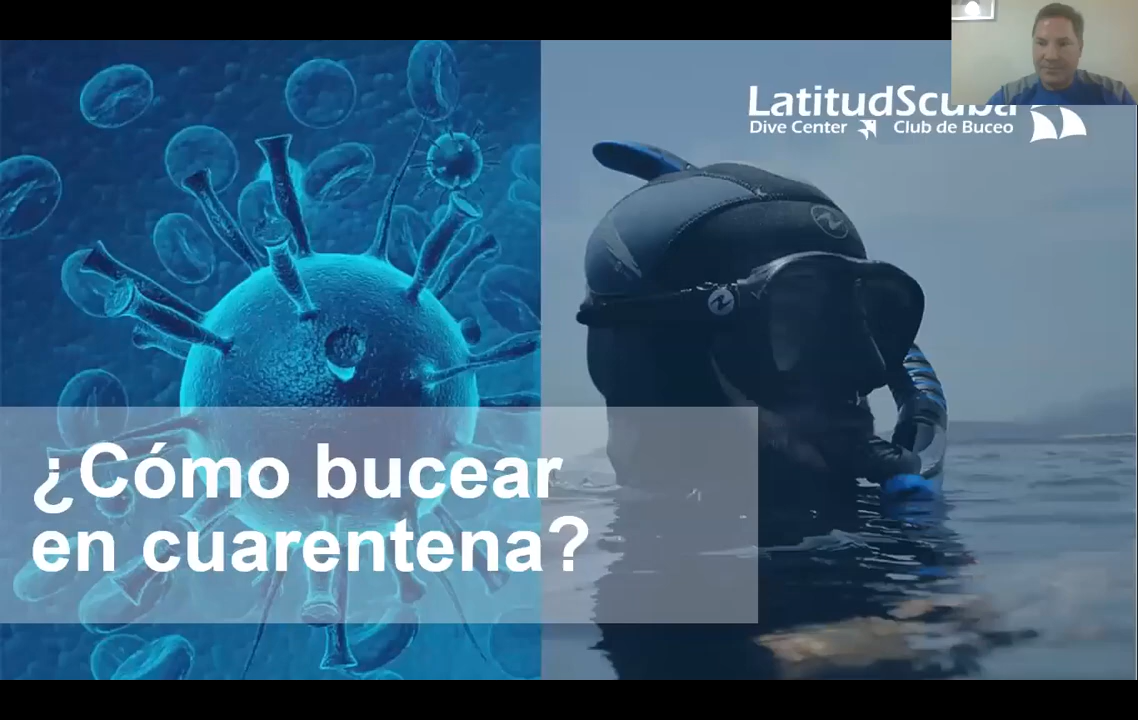 LatitudScuba
Dive Center Club de Buceo
¿Cómo bucear
en cuarentena?